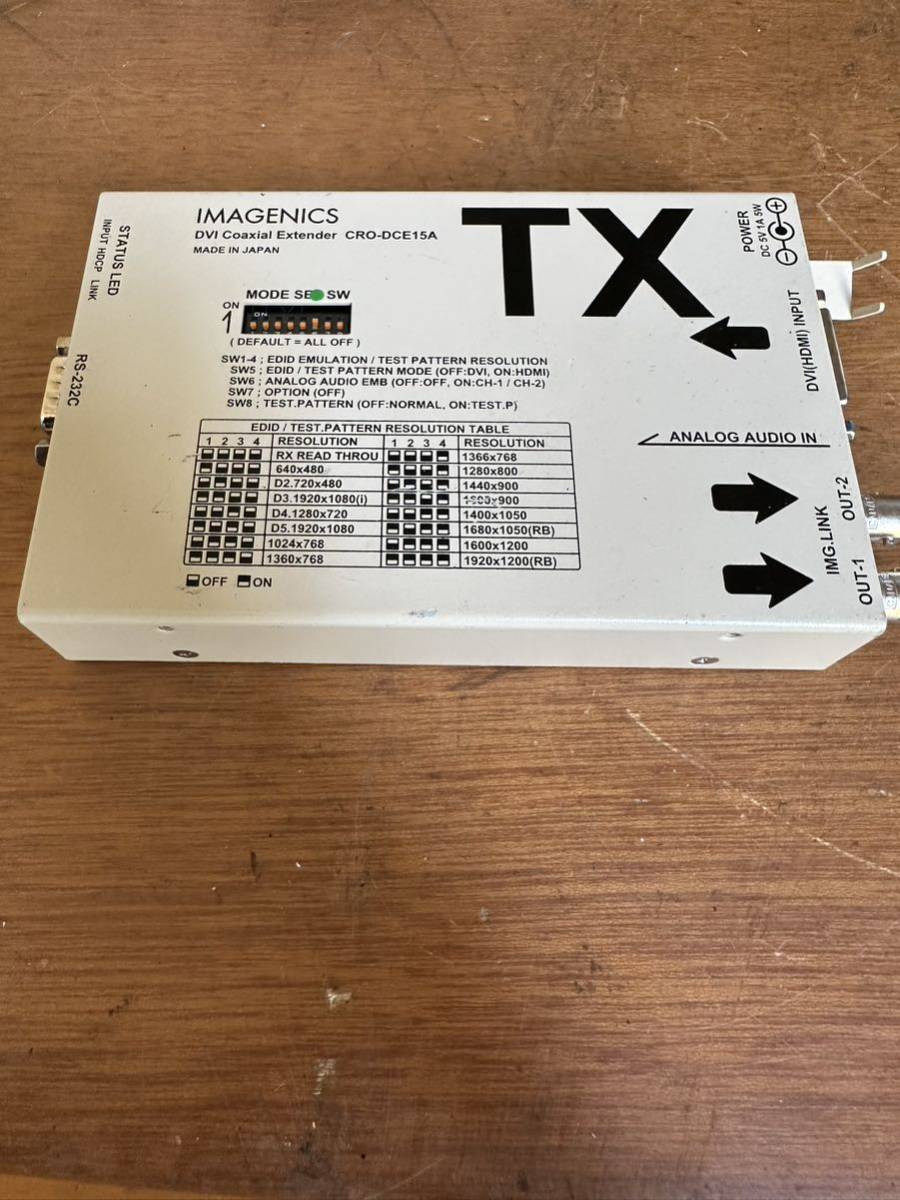 IMAGENICS
DVI Coaxial Extender CRO-DCE15A
MADE IN JAPAN
TX
POWER
DC 5V 1A 5W
STATUS LED
INPUT HDCP LINK
RS-232C
MODE SE SW
ON
1
ON
( DEFAULT = ALL OFF )
SW1-4 ; EDID EMULATION / TEST PATTERN RESOLUTION
SW5 ; EDID / TEST PATTERN MODE (OFF:DVI, ON:HDMI)
SW6 ; ANALOG AUDIO EMB (OFF:OFF, ON:CH-1 / CH-2)
SW7 ; OPTION (OFF)
SW8 ; TEST.PATTERN (OFF:NORMAL, ON:TEST.P)
EDID / TEST.PATTERN RESOLUTION TABLE
1 2 3 4 RESOLUTION 1 2 3 4 RESOLUTION
RX READ THROU 1366x768
640x480 1280x800
D2.720x480 1440x900
D3.1920x1080(i) x900
D4.1280x720 1400x1050
D5.1920x1080 1680x1050(RB)
1024x768 1600x1200
1360x768 1920x1200(RB)
OFF ON
DVI(HDMI) INPUT
ANALOG AUDIO IN
IMG.LINK
OUT-2
OUT-1